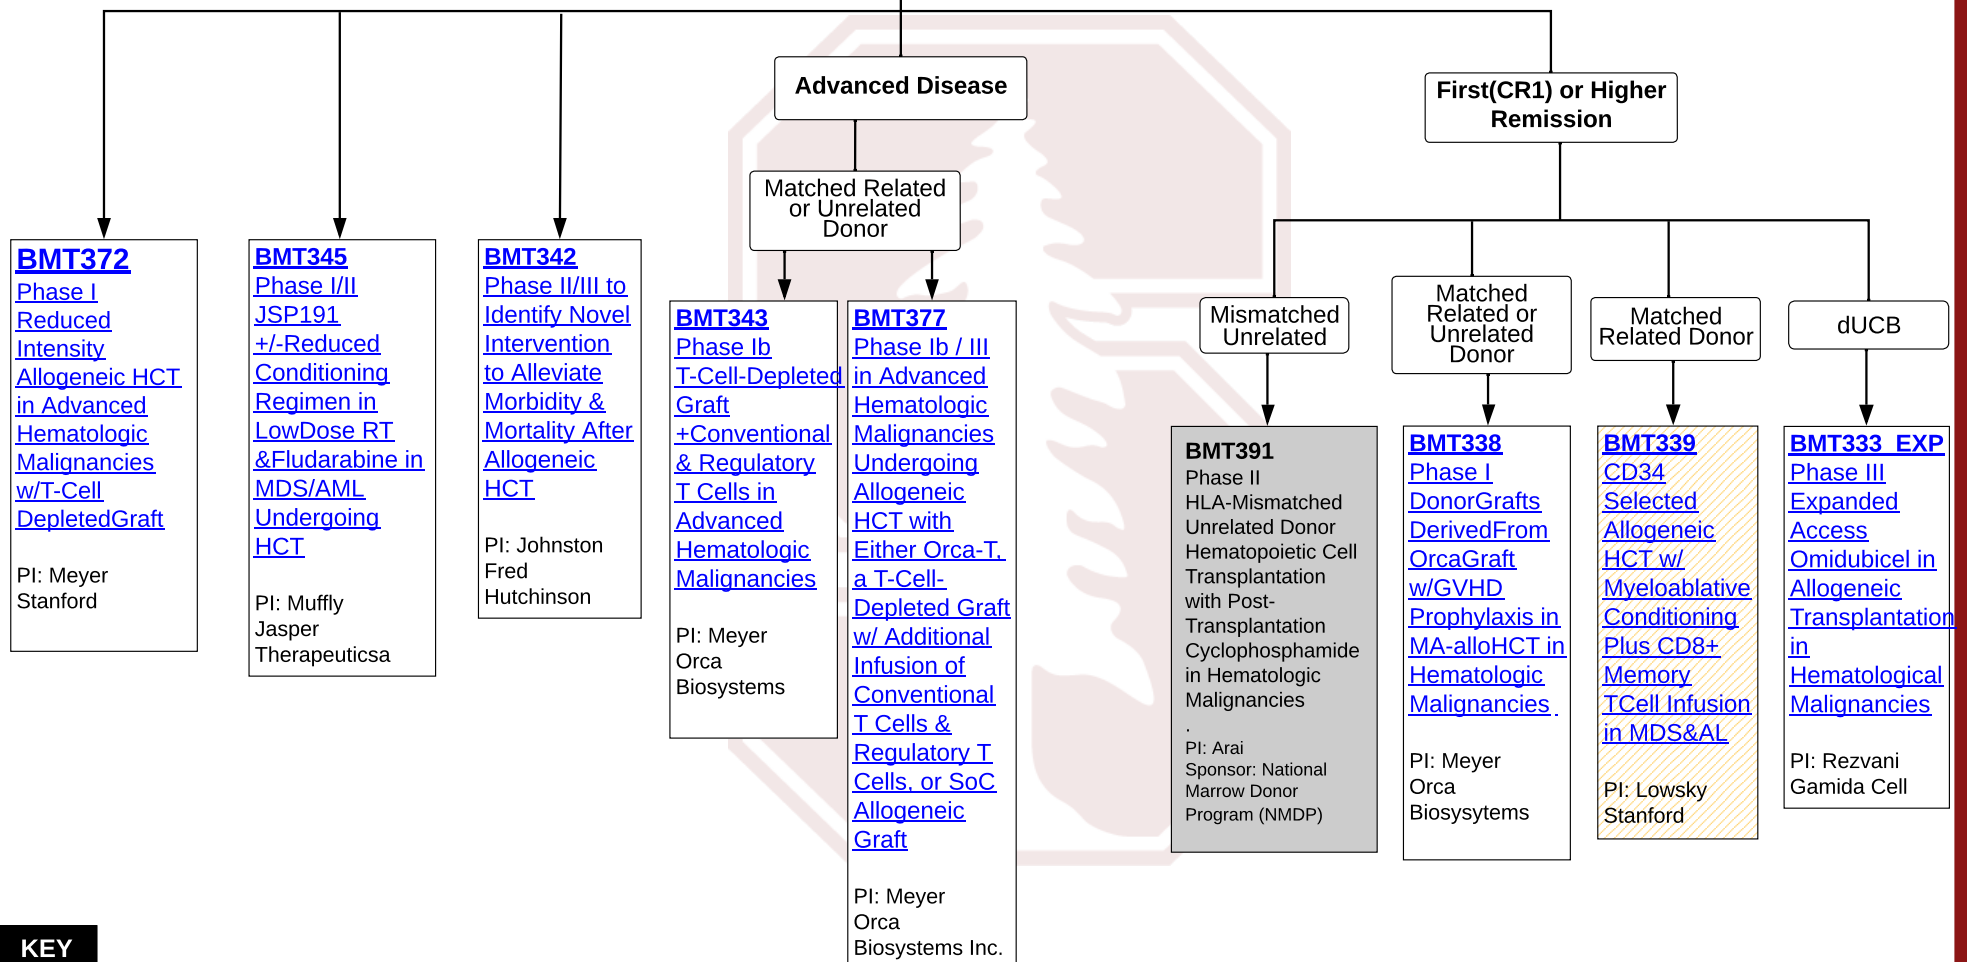 Advanced Disease
First(CR1) or Higher
Remission
Matched Related
or Unrelated
Donor
BMT372
Phase I
Reduced
Intensity
Allogeneic HCT
in Advanced
Hematologic
Malignancies
w/T-Cell
DepletedGraft
PI: Meyer
Stanford
BMT345
Phase I/II
JSP191
+/-Reduced
Conditioning
Regimen in
LowDose RT
&Fludarabine in
MDS/AML
Undergoing
HCT
PI: Muffly
Jasper
Therapeuticsa
BMT342
Phase II/III to
Identify Novel
Intervention
to Alleviate
Morbidity &
Mortality After
Allogeneic
HCT
PI: Johnston
Fred
Hutchinson
BMT343
Phase Ib
T-Cell-Depleted
Graft
+Conventional
& Regulatory
T Cells in
Advanced
Hematologic
Malignancies
PI: Meyer
Orca
Biosystems
BMT377
Phase Ib / III
in Advanced
Hematologic
Malignancies
Undergoing
Allogeneic
HCT with
Either Orca-T,
a T-Cell-
Depleted Graft
w/ Additional
Infusion of
Conventional
T Cells &
Regulatory T
Cells, or SoC
Allogeneic
Graft
PI: Meyer
Orca
Biosystems Inc.
Mismatched
Unrelated
Matched
Related or
Unrelated
Donor
Matched
Related Donor
dUCB
BMT391
Phase II
HLA-Mismatched
Unrelated Donor
Hematopoietic Cell
Transplantation
with Post-
Transplantation
Cyclophosphamide
in Hematologic
Malignancies
.
PI: Arai
Sponsor: National
Marrow Donor
Program (NMDP)
BMT338
Phase I
DonorGrafts
DerivedFrom
OrcaGraft
w/GVHD
Prophylaxis in
MA-alloHCT in
Hematologic
Malignancies .
PI: Meyer
Orca
Biosysytems
BMT339
CD34
Selected
Allogeneic
HCT w/
Myeloablative
Conditioning
Plus CD8+
Memory
TCell Infusion
in MDS&AL
PI: Lowsky
Stanford
BMT333_EXP
Phase III
Expanded
Access
Omidubicel in
Allogeneic
Transplantation
in
Hematological
Malignancies
PI: Rezvani
Gamida Cell
KEY